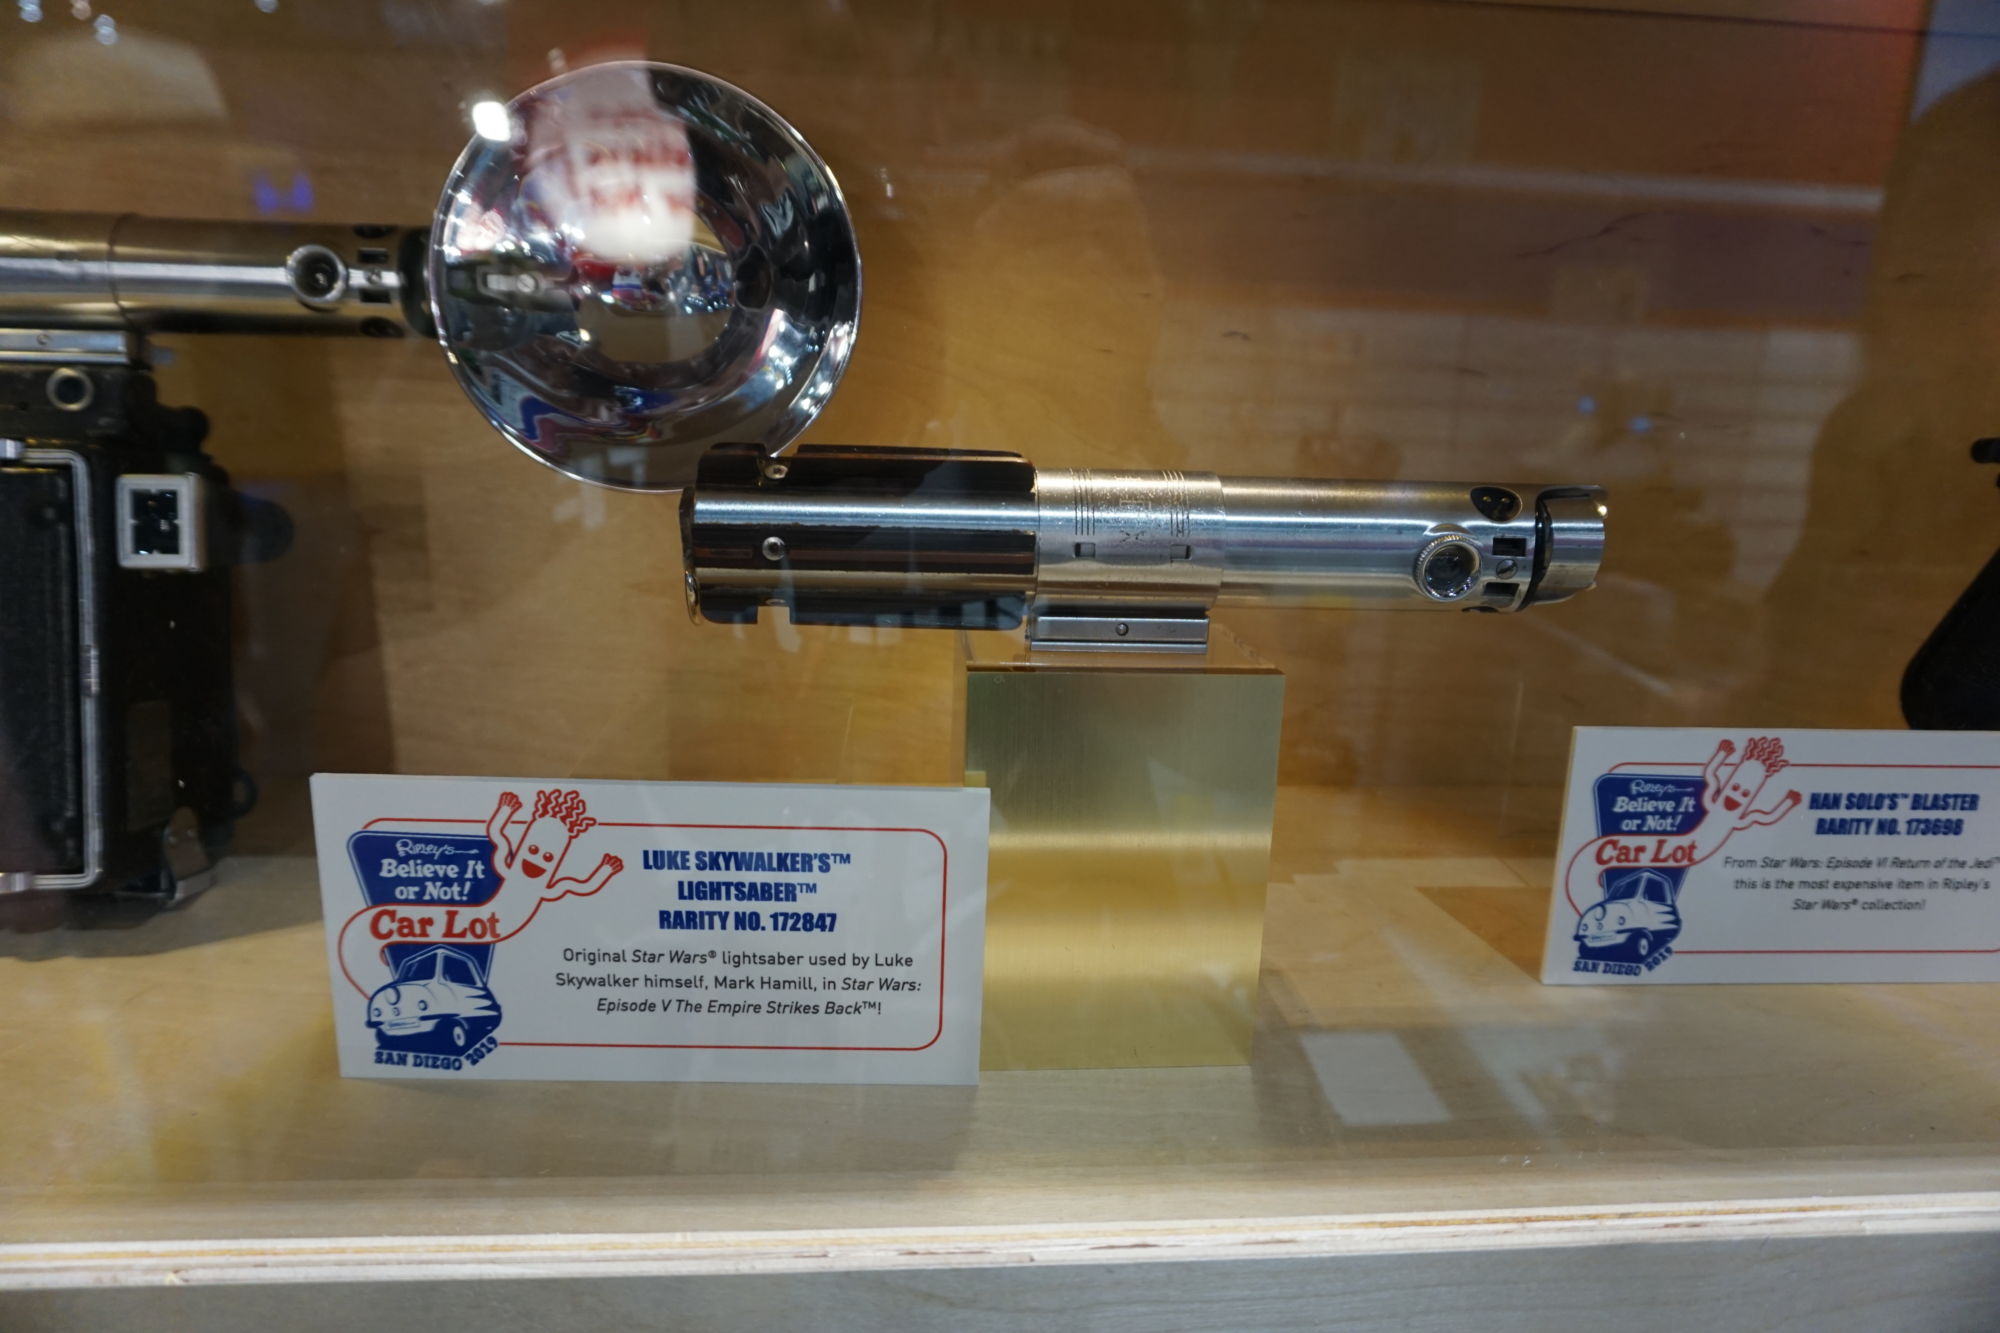 Ripley's
Believe It
or Not!
Car Lot
SAN DIEGO 2019
LUKE SKYWALKER'S™
LIGHTSABER™
RARITY NO. 172847
Original Star Wars® lightsaber used by Luke
Skywalker himself, Mark Hamill, in Star Wars:
Episode V The Empire Strikes Back™!
Ripley's
Believe It
or Not!
Car Lot
SAN DIEGO 2019
HAN SOLO'S™ BLASTER
RARITY NO. 173698
From Star Wars: Episode VI Return of the Jedi™
this is the most expensive item in Ripley's
Star Wars® collection!